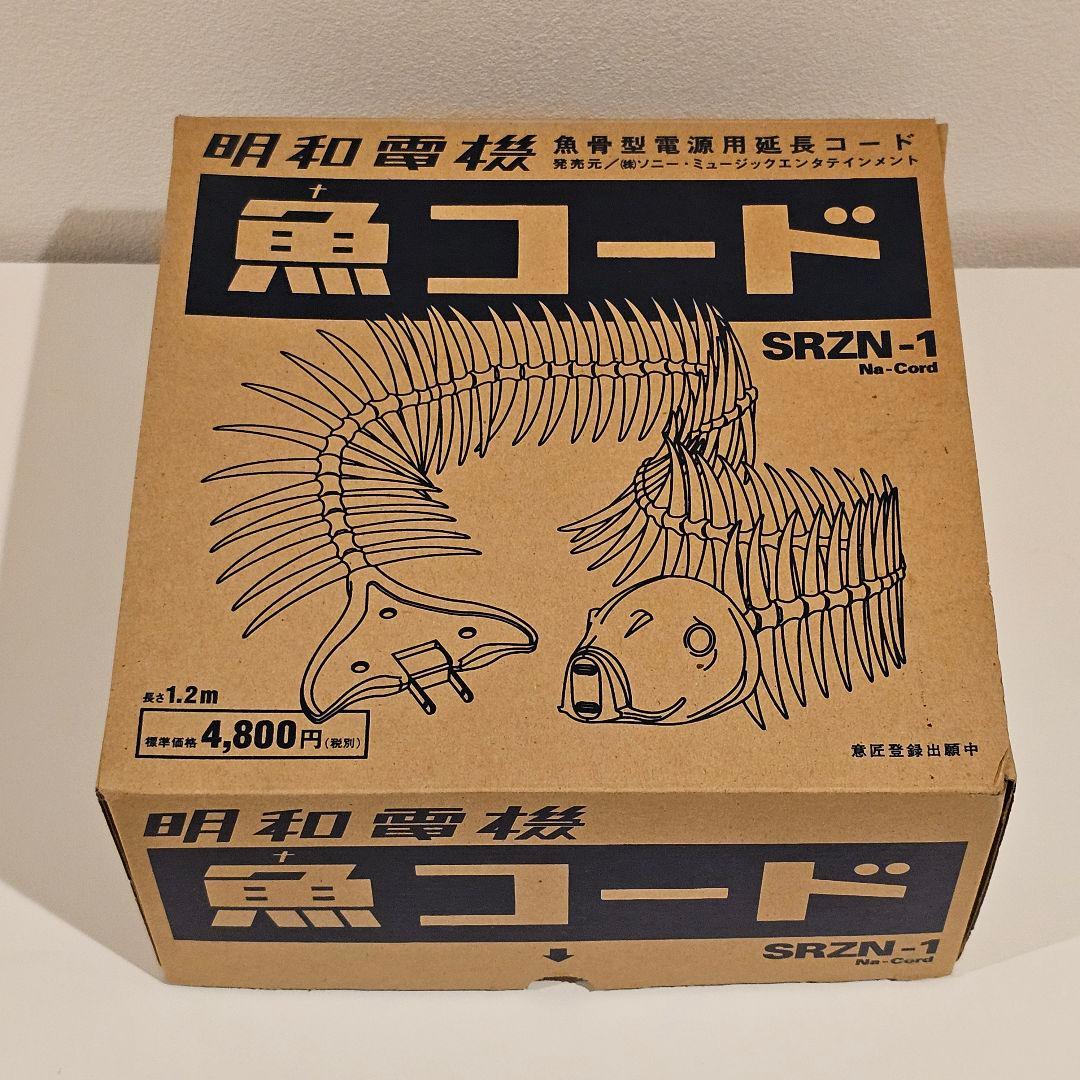 明和電機
魚骨型電源用延長コード
発売元/㈱ソニー・ミュージックエンタテインメント
魚コード
SRZN-1
Na-Cord
長さ1.2m
標準価格 4,800円(税別)
意匠登録出願中
明和電機
魚コード
SRZN-1
Na-Cord